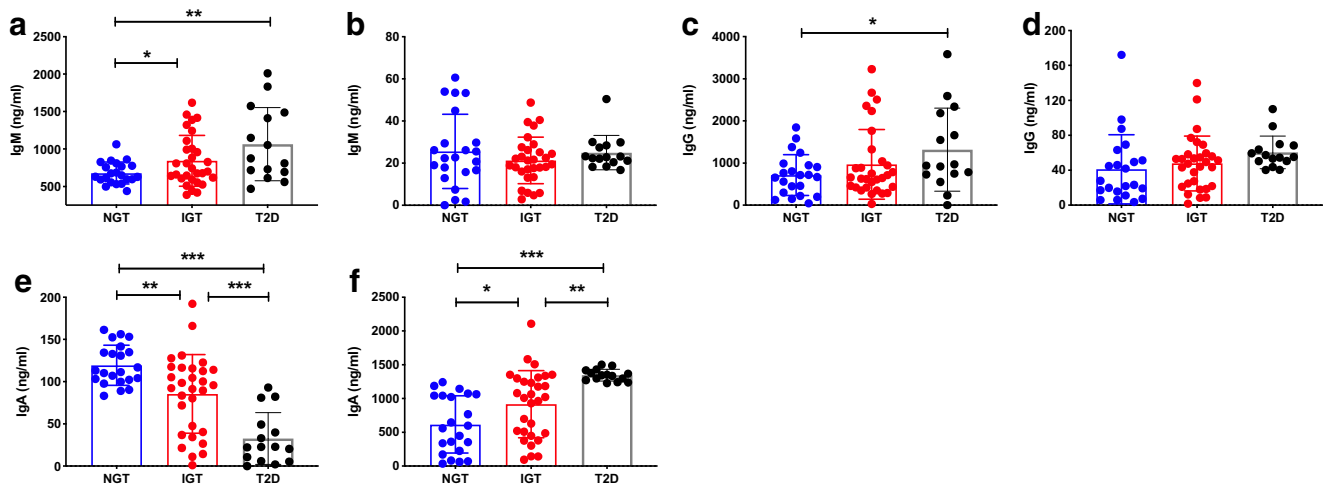 a
**
*
2500
2000
1500
1000
500
IgM (ng/ml)
NGT IGT T2D
b
60
40
20
0
IgM (ng/ml)
NGT IGT T2D
c
*
4000
3000
2000
1000
0
IgG (ng/ml)
NGT IGT T2D
d
200
160
120
80
40
0
IgG (ng/ml)
NGT IGT T2D
e
***
** ***
200
150
100
50
0
IgA (ng/ml)
NGT IGT T2D
f
***
* **
2500
2000
1500
1000
500
0
IgA (ng/ml)
NGT IGT T2D